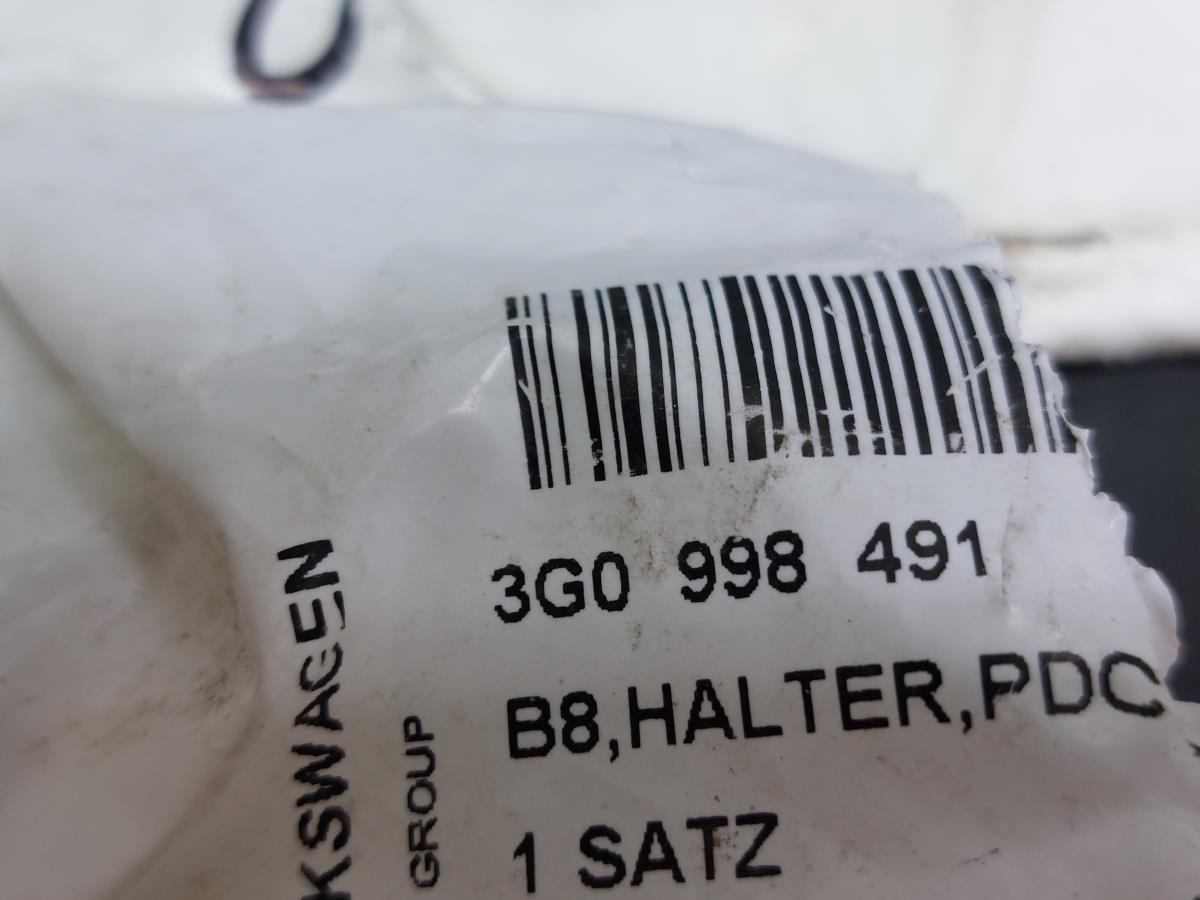 3G0 998 491
B8,HALTER,PDC
1 SATZ
KSWAGEN
GROUP